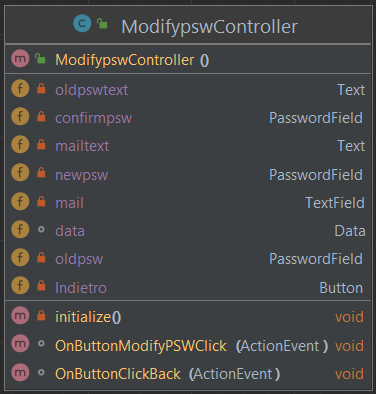 C ModifypswController
m ModifypswController ()
f oldpswtext Text
f confirmpsw PasswordField
f mailtext Text
f newpsw PasswordField
f mail TextField
f data Data
f oldpsw PasswordField
f Indietro Button
m initialize() void
m OnButtonModifyPSWClick (ActionEvent ) void
m OnButtonClickBack (ActionEvent ) void